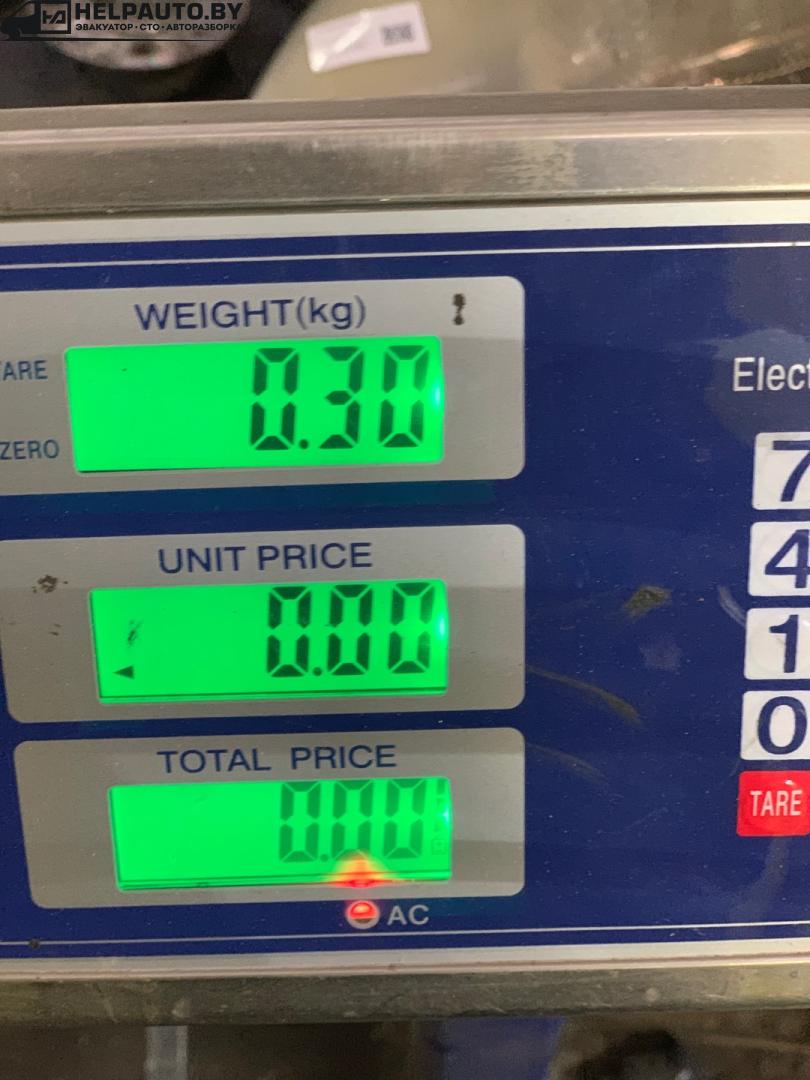 HELPAUTO.BY
ЭВАКУАТОР • СТО • АВТОРАЗБОРКА
WEIGHT(kg)
TARE
0.30
ZERO
Elect
7
UNIT PRICE
4
0.00
1
0
TOTAL PRICE
TARE
0.00
AC